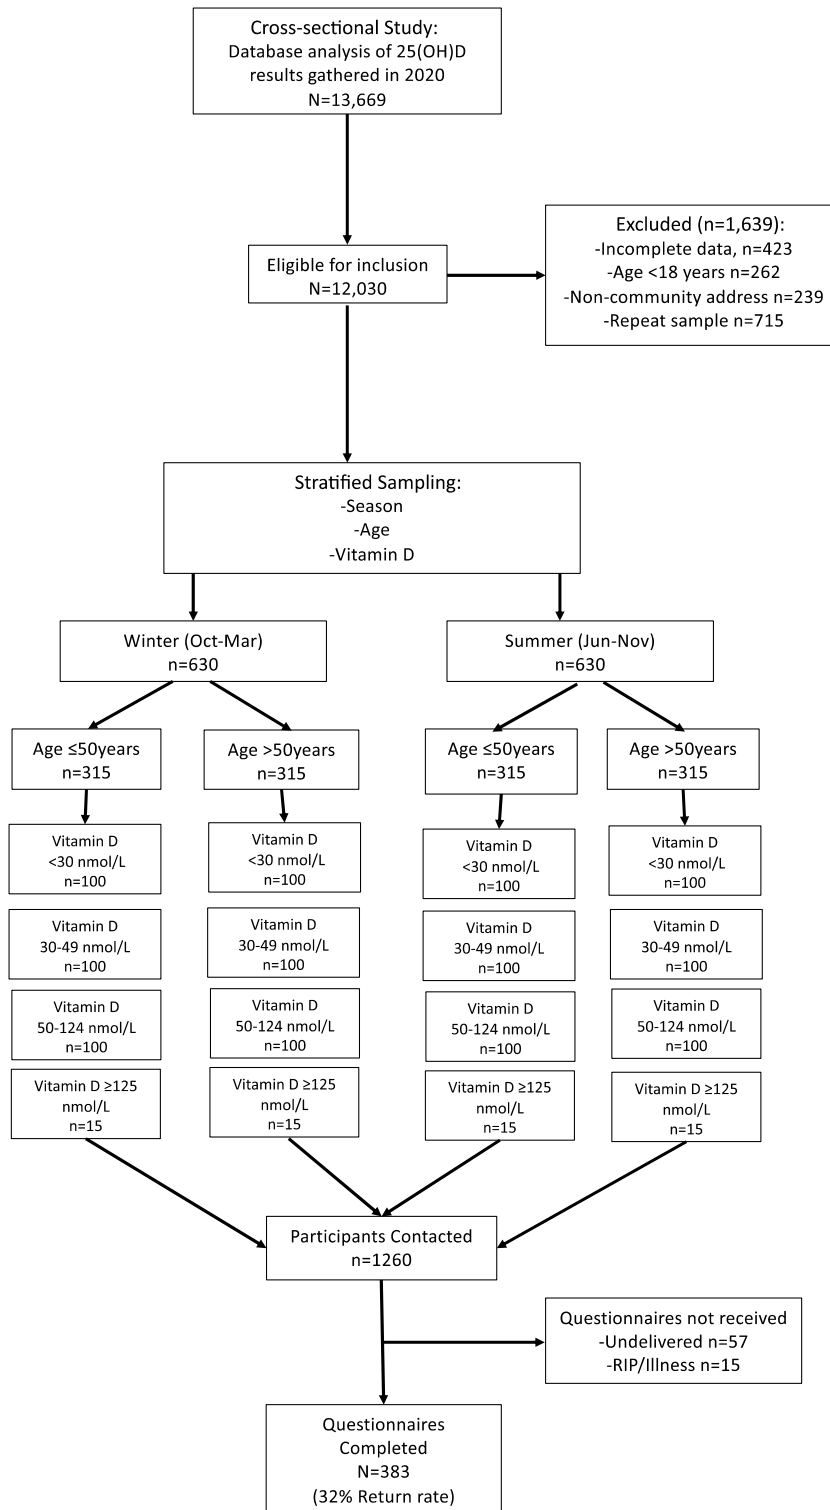 Cross-sectional Study:
Database analysis of 25(OH)D
results gathered in 2020
N=13,669
Excluded (n=1,639):
-Incomplete data, n=423
-Age <18 years n=262
-Non-community address n=239
-Repeat sample n=715
Eligible for inclusion
N=12,030
Stratified Sampling:
-Season
-Age
-Vitamin D
Winter (Oct-Mar)
n=630
Summer (Jun-Nov)
n=630
Age ≤50years
n=315
Age >50years
n=315
Age ≤50years
n=315
Age >50years
n=315
Vitamin D
<30 nmol/L
n=100
Vitamin D
<30 nmol/L
n=100
Vitamin D
<30 nmol/L
n=100
Vitamin D
<30 nmol/L
n=100
Vitamin D
30-49 nmol/L
n=100
Vitamin D
30-49 nmol/L
n=100
Vitamin D
30-49 nmol/L
n=100
Vitamin D
30-49 nmol/L
n=100
Vitamin D
50-124 nmol/L
n=100
Vitamin D
50-124 nmol/L
n=100
Vitamin D
50-124 nmol/L
n=100
Vitamin D
50-124 nmol/L
n=100
Vitamin D ≥125
nmol/L
n=15
Vitamin D ≥125
nmol/L
n=15
Vitamin D ≥125
nmol/L
n=15
Vitamin D ≥125
nmol/L
n=15
Participants Contacted
n=1260
Questionnaires not received
-Undelivered n=57
-RIP/Illness n=15
Questionnaires
Completed
N=383
(32% Return rate)